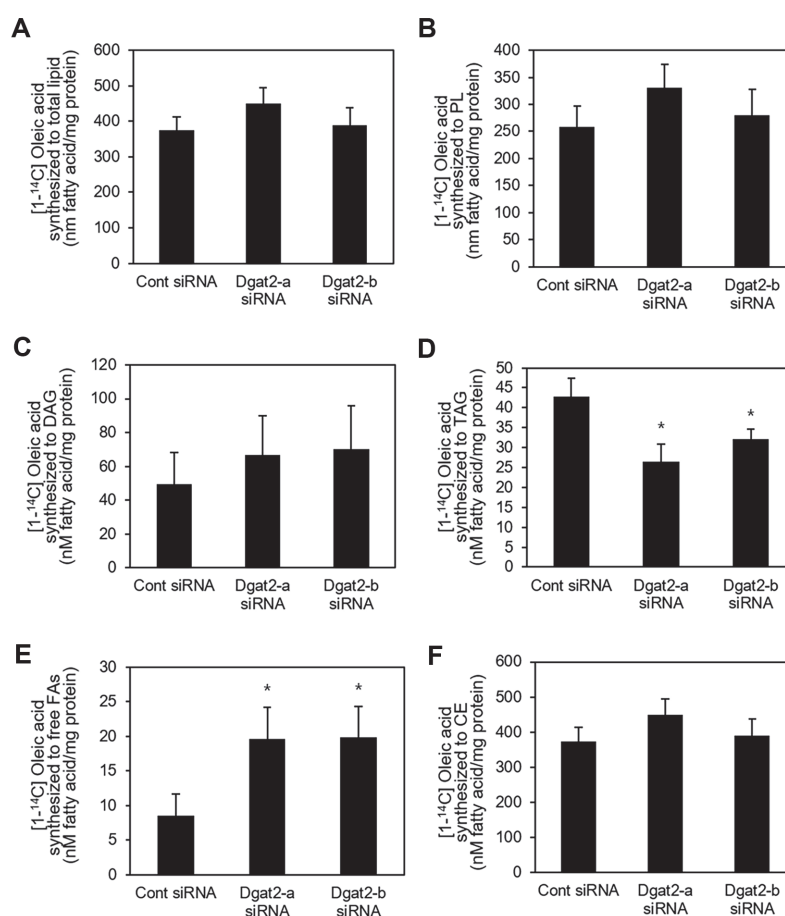 A
[1-¹⁴C] Oleic acid
synthesized to total lipid
(nm fatty acid/mg protein)
600
500
400
300
200
100
0
Cont siRNA
Dgat2-a
siRNA
Dgat2-b
siRNA
B
[1-¹⁴C] Oleic acid
synthesized to PL
(nm fatty acid/mg protein)
400
350
300
250
200
150
100
50
0
Cont siRNA
Dgat2-a
siRNA
Dgat2-b
siRNA
C
[1-¹⁴C] Oleic acid
synthesized to DAG
(nM fatty acid/mg protein)
120
100
80
60
40
20
0
Cont siRNA
Dgat2-a
siRNA
Dgat2-b
siRNA
D
[1-¹⁴C] Oleic acid
synthesized to TAG
(nM fatty acid/mg protein)
50
45
40
35
30
25
20
15
10
5
0
*
*
Cont siRNA
Dgat2-a
siRNA
Dgat2-b
siRNA
E
[1-¹⁴C] Oleic acid
synthesized to free FAs
(nM fatty acid/mg protein)
30
25
20
15
10
5
0
*
*
Cont siRNA
Dgat2-a
siRNA
Dgat2-b
siRNA
F
[1-¹⁴C] Oleic acid
synthesized to CE
(nM fatty acid/mg protein)
600
500
400
300
200
100
0
Cont siRNA
Dgat2-a
siRNA
Dgat2-b
siRNA